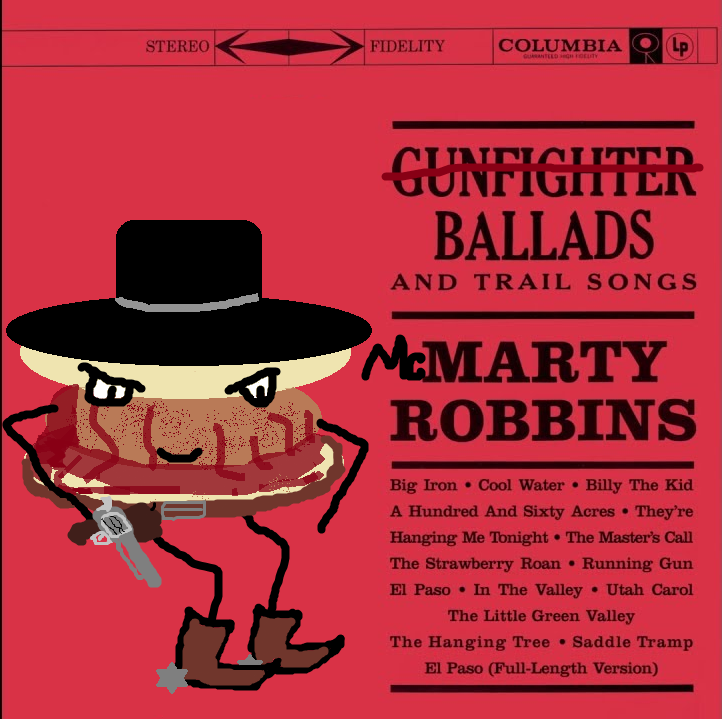 STEREO FIDELITY COLUMBIA Lp
GUARANTEED HIGH FIDELITY
GUNFIGHTER
BALLADS
AND TRAIL SONGS
McMARTY
ROBBINS
Big Iron • Cool Water • Billy The Kid
A Hundred And Sixty Acres • They're
Hanging Me Tonight • The Master's Call
The Strawberry Roan • Running Gun
El Paso • In The Valley • Utah Carol
The Little Green Valley
The Hanging Tree • Saddle Tramp
El Paso (Full-Length Version)